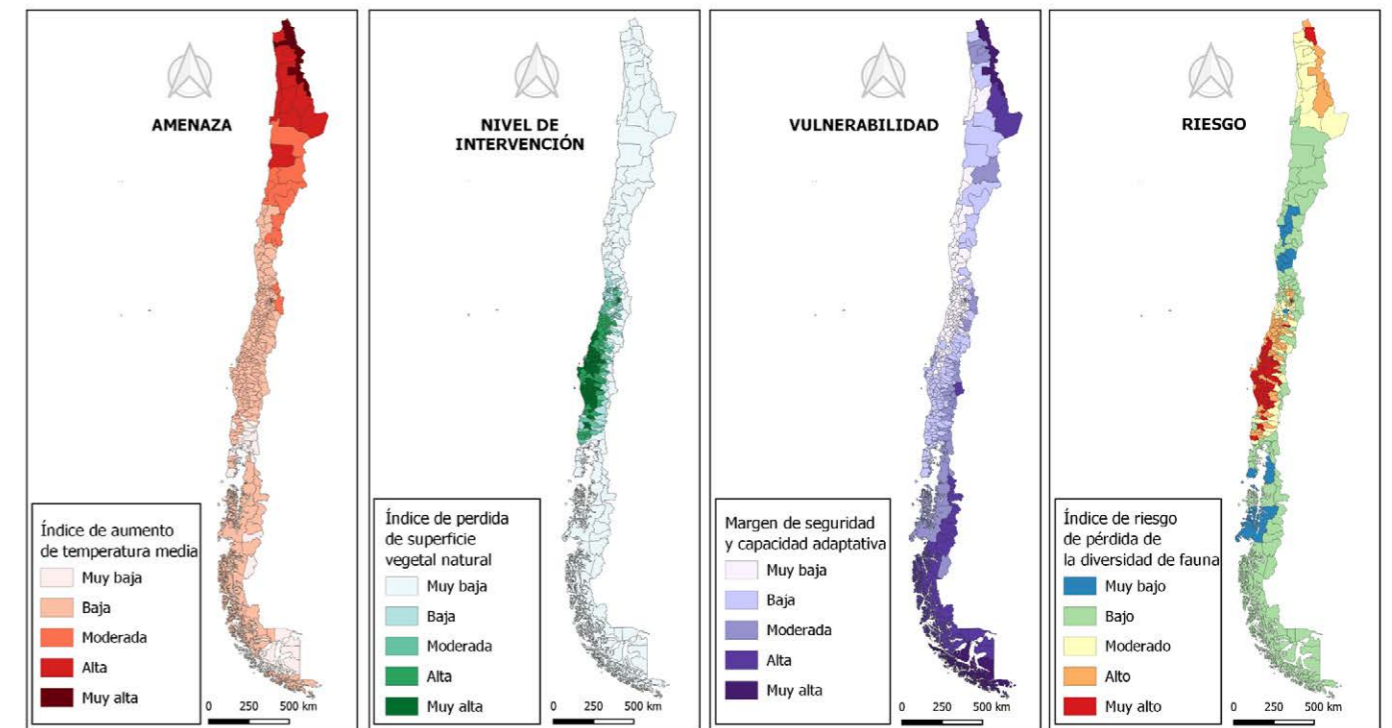 AMENAZA
Índice de aumento
de temperatura media
Muy baja
Baja
Moderada
Alta
Muy alta
0 250 500 km
NIVEL DE
INTERVENCIÓN
Índice de perdida
de superficie
vegetal natural
Muy baja
Baja
Moderada
Alta
Muy alta
0 250 500 km
VULNERABILIDAD
Margen de seguridad
y capacidad adaptativa
Muy baja
Baja
Moderada
Alta
Muy alta
0 250 500 km
RIESGO
Índice de riesgo
de pérdida de
la diversidad de fauna
Muy bajo
Bajo
Moderado
Alto
Muy alto
0 250 500 km